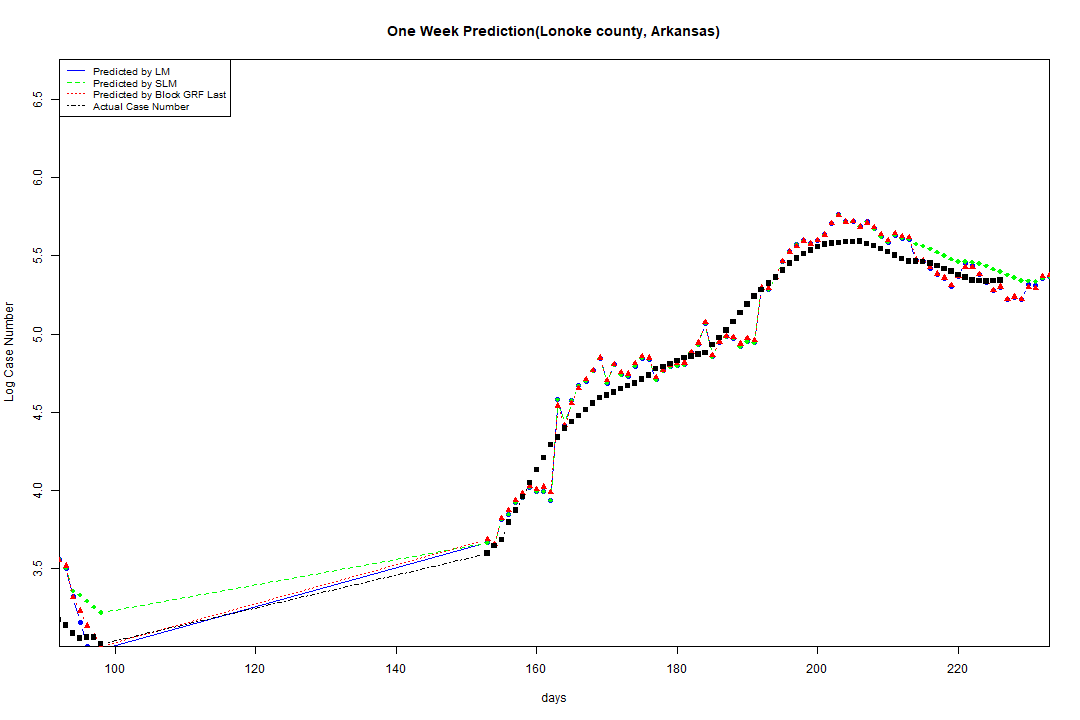 One Week Prediction(Lonoke county, Arkansas)
Predicted by LM
Predicted by SLM
Predicted by Block GRF Last
Actual Case Number
6.5
6.0
5.5
5.0
4.5
4.0
3.5
Log Case Number
100 120 140 160 180 200 220
days